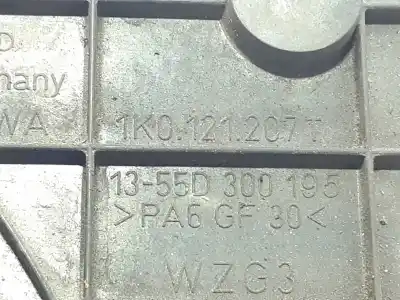 D
many
WA
1K0.121.207 T
13-55D 300 195
>PA6 GF 30<
WZG3